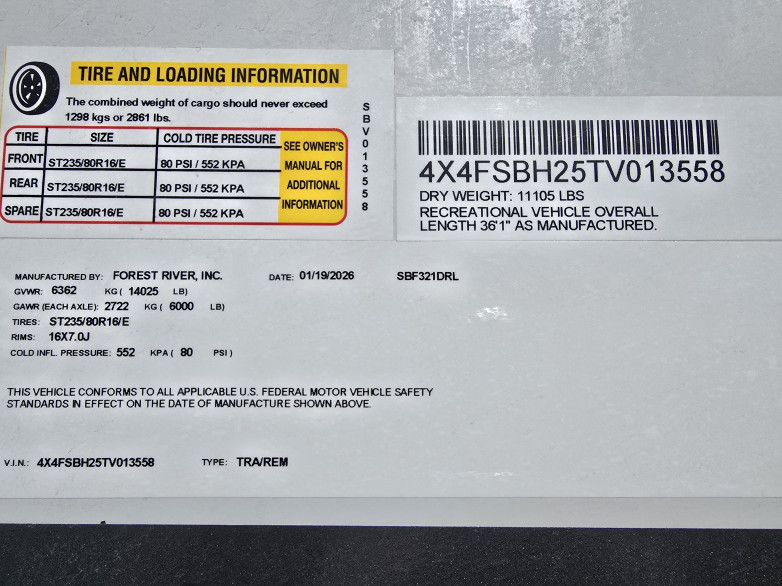 TIRE AND LOADING INFORMATION
The combined weight of cargo should never exceed
1298 kgs or 2861 lbs.
TIRE SIZE COLD TIRE PRESSURE SEE OWNER'S
FRONT ST235/80R16/E 80 PSI / 552 KPA MANUAL FOR
REAR ST235/80R16/E 80 PSI / 552 KPA ADDITIONAL
SPARE ST235/80R16/E 80 PSI / 552 KPA INFORMATION
SBV013558
4X4FSBH25TV013558
DRY WEIGHT: 11105 LBS
RECREATIONAL VEHICLE OVERALL
LENGTH 36'1" AS MANUFACTURED.
MANUFACTURED BY: FOREST RIVER, INC. DATE: 01/19/2026 SBF321DRL
GVWR: 6362 KG ( 14025 LB)
GAWR (EACH AXLE): 2722 KG ( 6000 LB)
TIRES: ST235/80R16/E
RIMS: 16X7.0J
COLD INFL. PRESSURE: 552 KPA ( 80 PSI )
THIS VEHICLE CONFORMS TO ALL APPLICABLE U.S. FEDERAL MOTOR VEHICLE SAFETY
STANDARDS IN EFFECT ON THE DATE OF MANUFACTURE SHOWN ABOVE.
V.I.N.: 4X4FSBH25TV013558 TYPE: TRA/REM